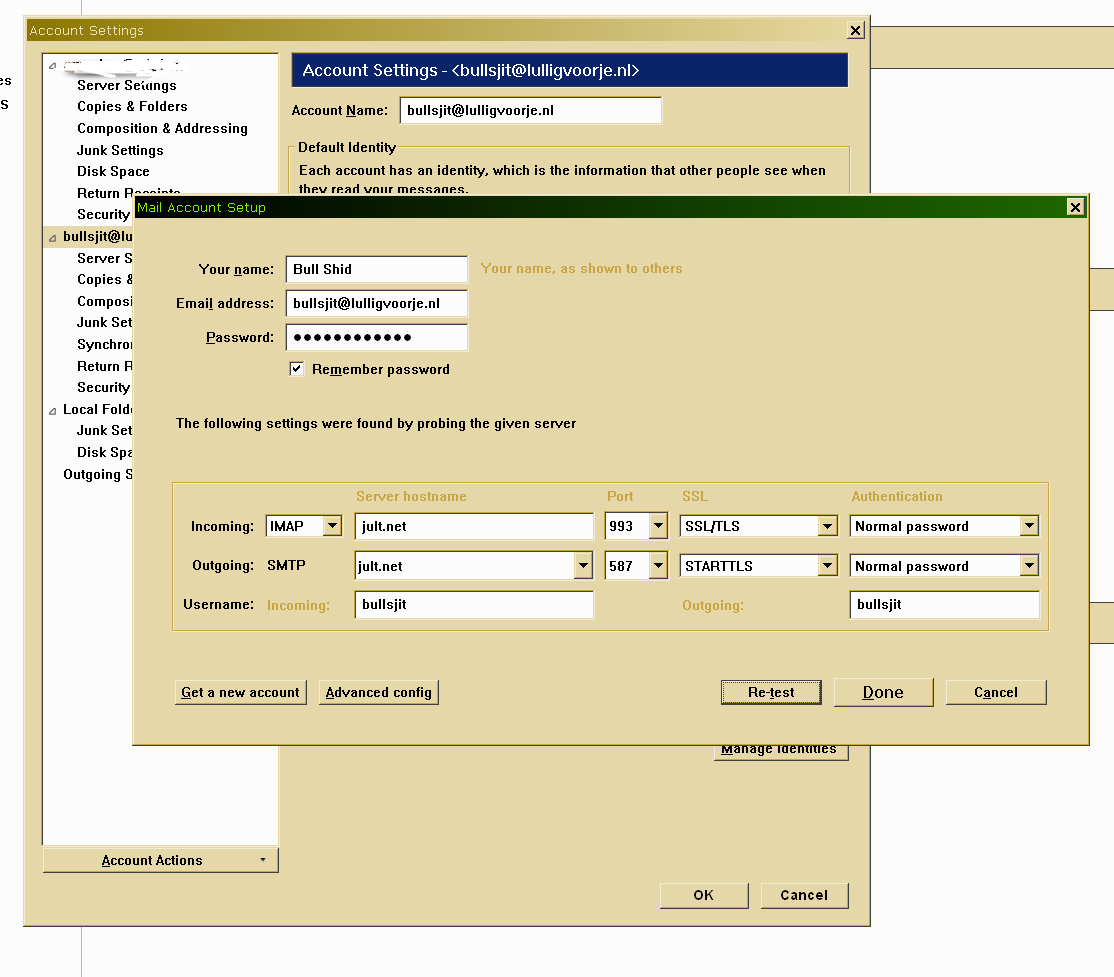 Account Settings
es
s
Server Settings
Copies & Folders
Composition & Addressing
Junk Settings
Disk Space
Return Receipts
Security
bullsjit@lu
Server S
Copies &
Composi
Junk Set
Synchro
Return R
Security
Local Fold
Junk Set
Disk Spa
Outgoing S
Account Actions
Account Settings - <bullsjit@lulligvoorje.nl>
Account Name: bullsjit@lulligvoorje.nl
Default Identity
Each account has an identity, which is the information that other people see when
they read your messages.
Mail Account Setup
Your name: Bull Shid Your name, as shown to others
Email address: bullsjit@lulligvoorje.nl
Password: ●●●●●●●●●●●●
Remember password
The following settings were found by probing the given server
Server hostname Port SSL Authentication
Incoming: IMAP jult.net 993 SSL/TLS Normal password
Outgoing: SMTP jult.net 587 STARTTLS Normal password
Username: Incoming: bullsjit Outgoing: bullsjit
Get a new account Advanced config Re-test Done Cancel
Manage Identities
OK Cancel